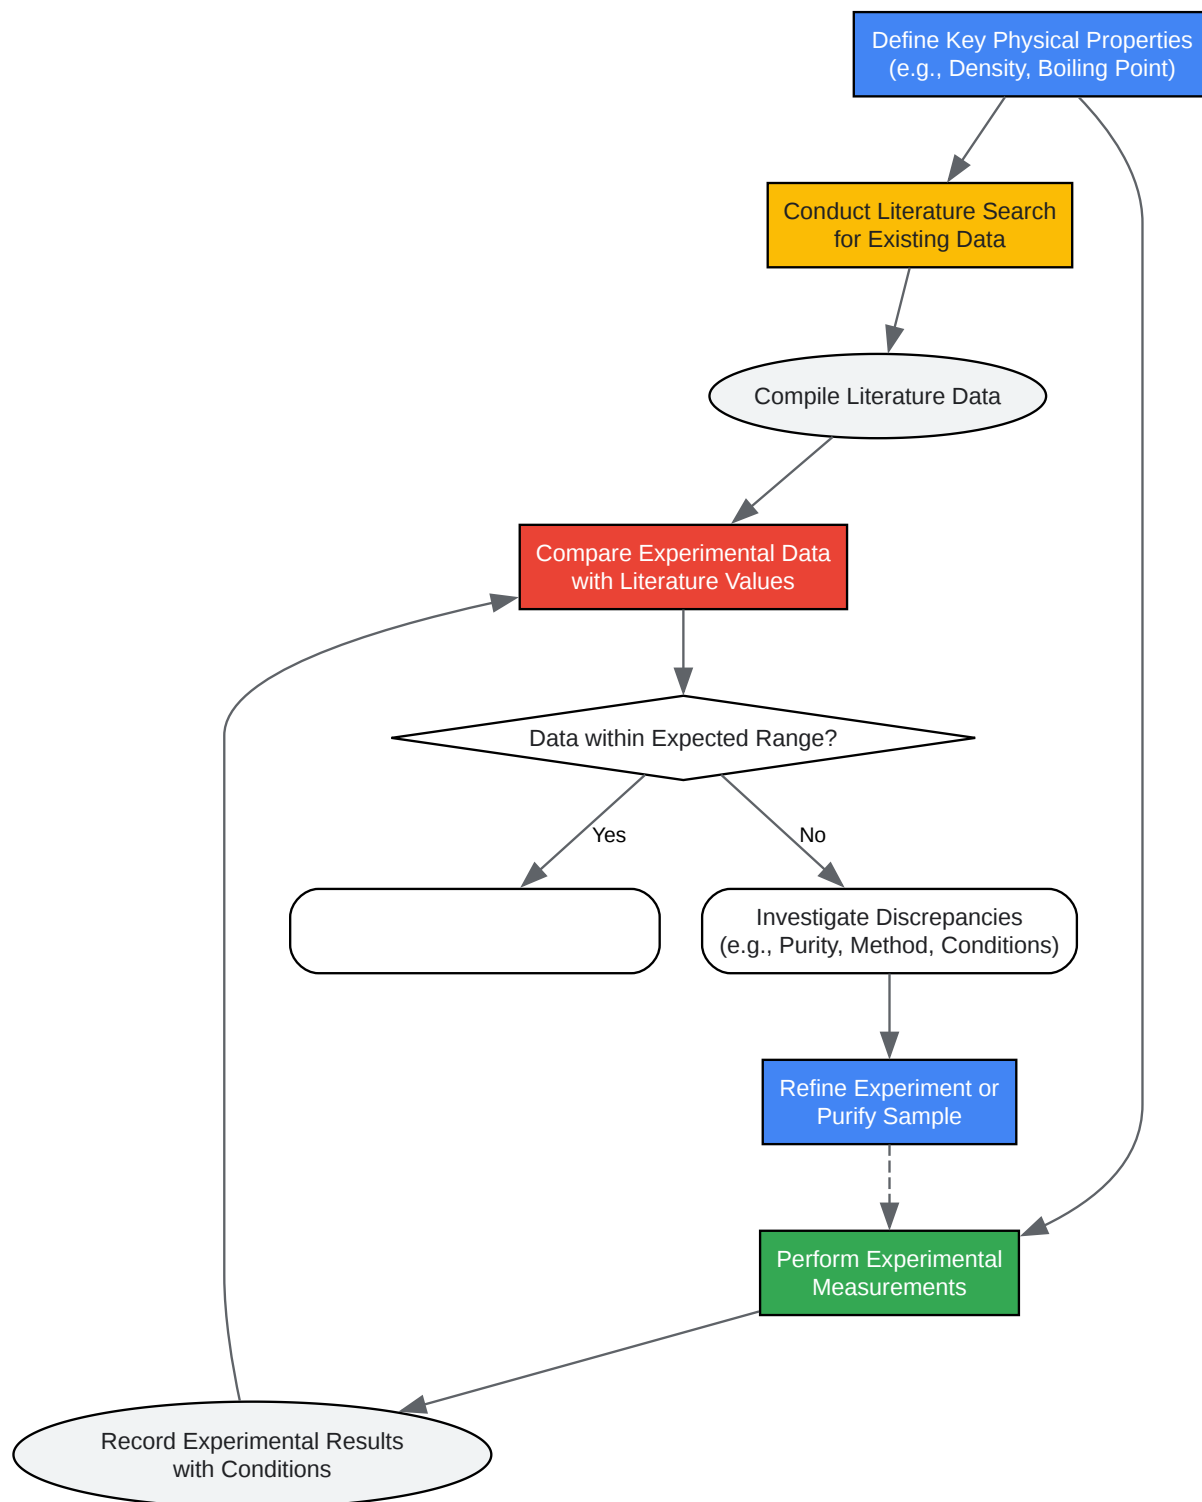 Define Key Physical Properties
(e.g., Density, Boiling Point)
Conduct Literature Search
for Existing Data
Compile Literature Data
Compare Experimental Data
with Literature Values
Data within Expected Range?
Yes
No
Investigate Discrepancies
(e.g., Purity, Method, Conditions)
Refine Experiment or
Purify Sample
Perform Experimental
Measurements
Record Experimental Results
with Conditions